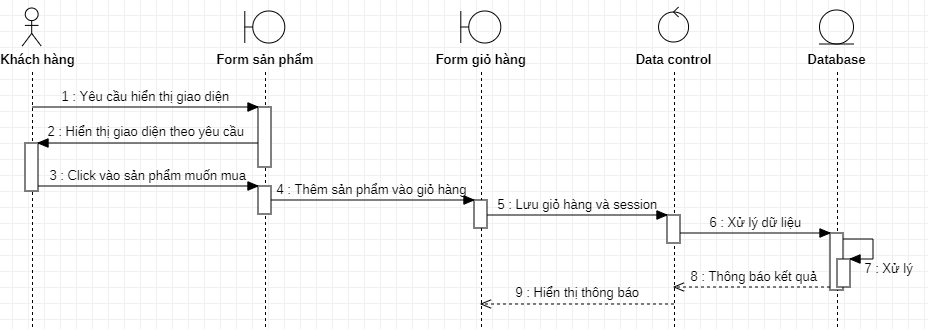 Khách hàng
Form sản phẩm
Form giỏ hàng
Data control
Database
1 : Yêu cầu hiển thị giao diện
2 : Hiển thị giao diện theo yêu cầu
3 : Click vào sản phẩm muốn mua
4 : Thêm sản phẩm vào giỏ hàng
5 : Lưu giỏ hàng và session
6 : Xử lý dữ liệu
7 : Xử lý
8 : Thông báo kết quả
9 : Hiển thị thông báo